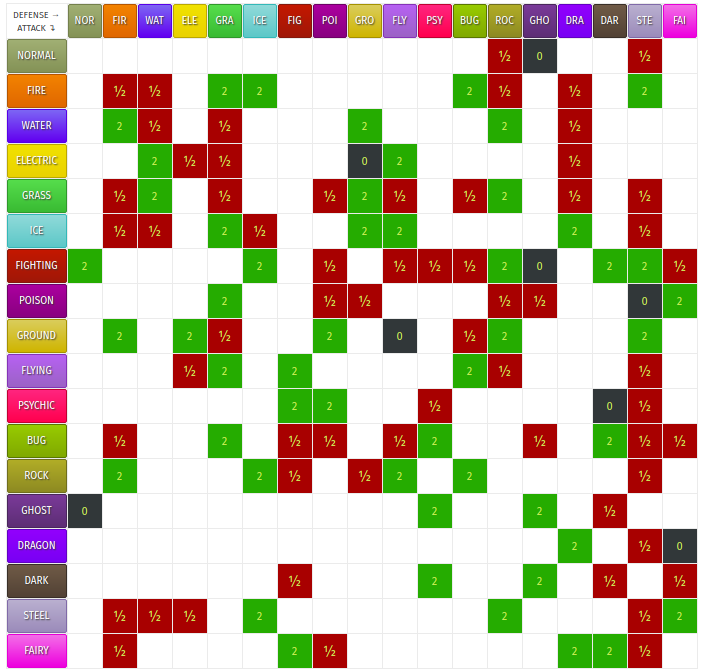 DEFENSE →
ATTACK ↴
NOR FIR WAT ELE GRA ICE FIG POI GRO FLY PSY BUG ROC GHO DRA DAR STE FAI
NORMAL ½ 0 ½
FIRE ½ ½ 2 2 2 ½ ½ 2
WATER 2 ½ ½ 2 2 ½
ELECTRIC 2 ½ ½ 0 2 ½
GRASS ½ 2 ½ ½ 2 ½ ½ 2 ½ ½
ICE ½ ½ 2 ½ 2 2 2 ½
FIGHTING 2 2 ½ ½ ½ ½ 2 0 2 2 ½
POISON 2 ½ ½ ½ ½ 0 2
GROUND 2 2 ½ 2 0 ½ 2 2
FLYING ½ 2 2 2 ½ ½
PSYCHIC 2 2 ½ 0 ½
BUG ½ 2 ½ ½ ½ 2 ½ 2 ½ ½
ROCK 2 2 ½ ½ 2 2 ½
GHOST 0 2 2 ½
DRAGON 2 ½ 0
DARK ½ 2 2 ½ ½
STEEL ½ ½ ½ 2 2 ½ 2
FAIRY ½ 2 ½ 2 2 ½